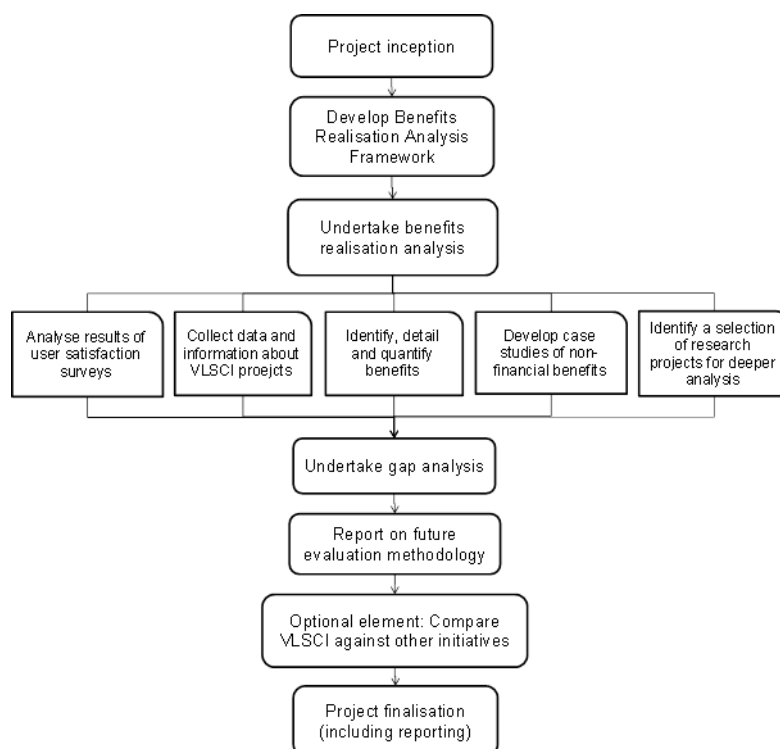 Project inception
Develop Benefits
Realisation Analysis
Framework
Undertake benefits
realisation analysis
Analyse results of
user satisfaction
surveys
Collect data and
information about
VLSCI proejcts
Identify, detail
and quantify
benefits
Develop case
studies of non-
financial benefits
Identify a selection
of research
projects for deeper
analysis
Undertake gap analysis
Report on future
evaluation methodology
Optional element: Compare
VLSCI against other initiatives
Project finalisation
(including reporting)